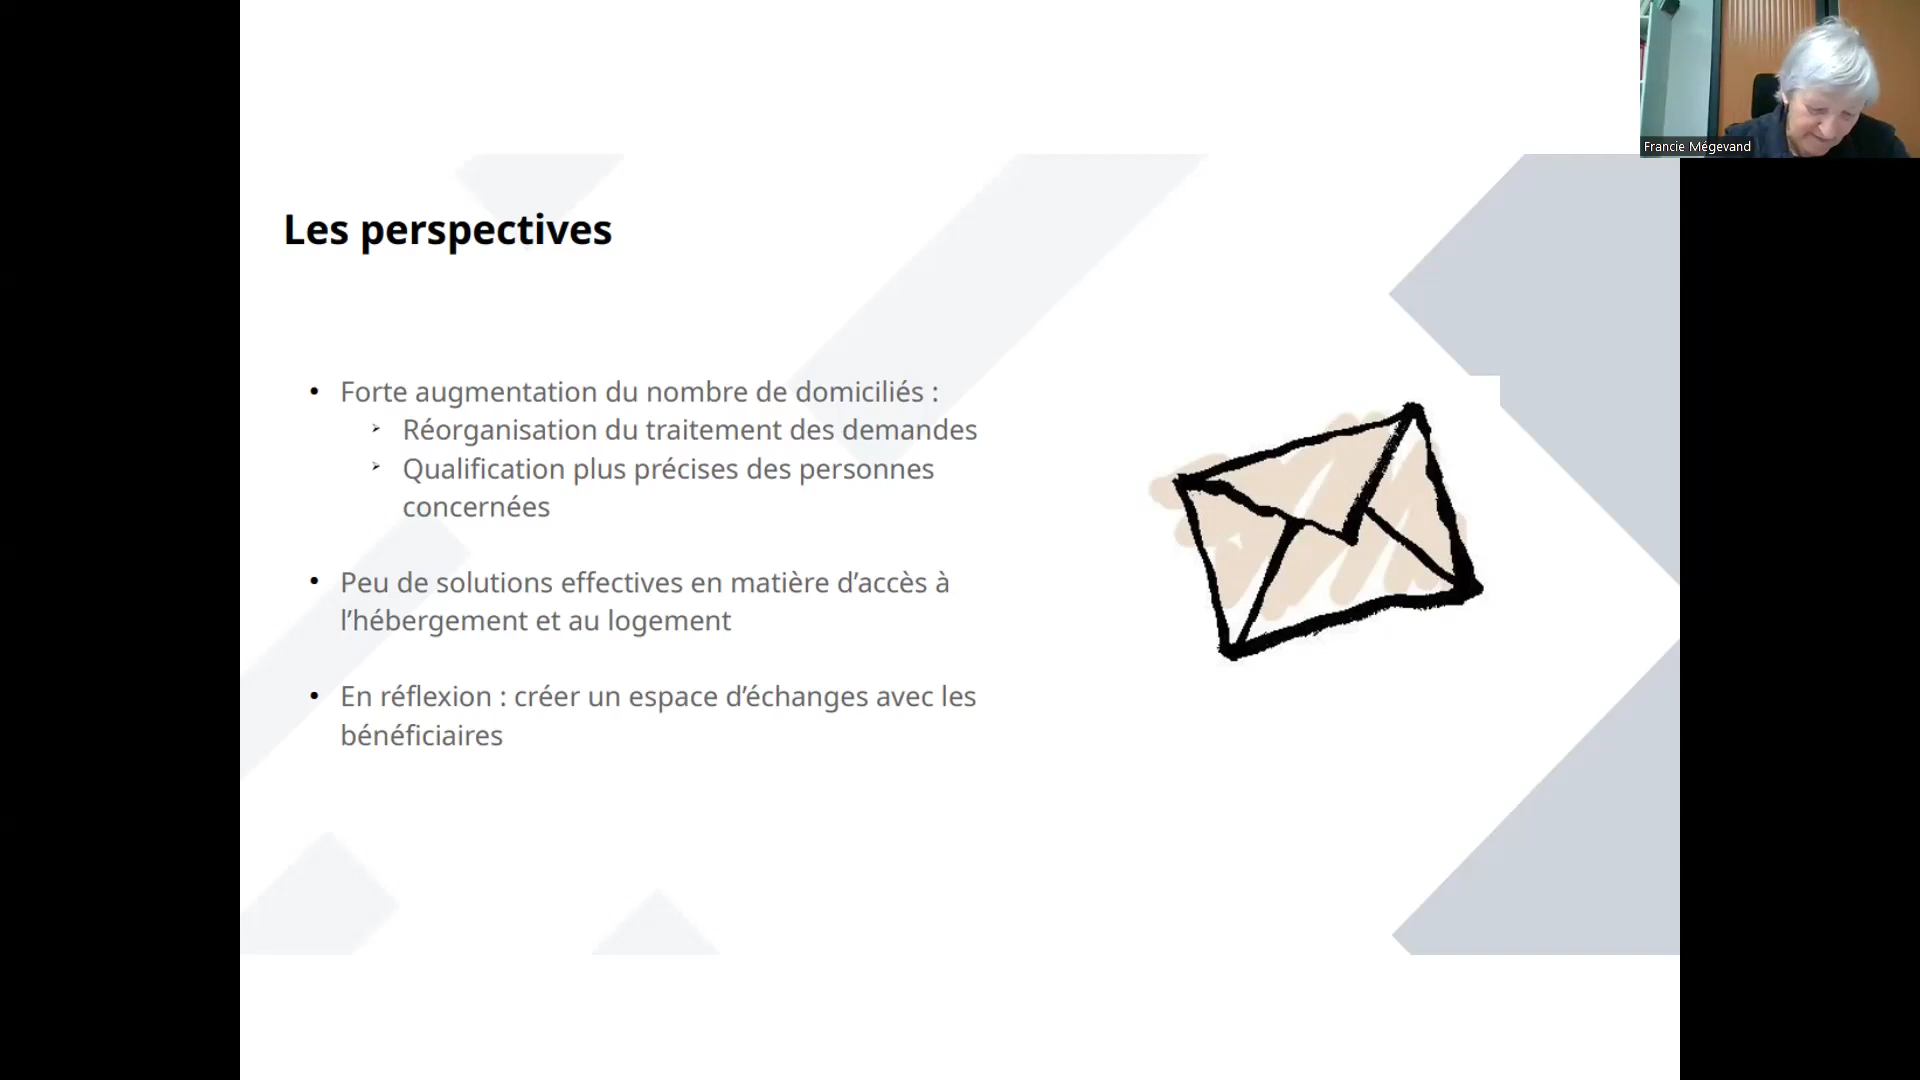 Francie Mégevand
Les perspectives
• Forte augmentation du nombre de domiciliés :
➢ Réorganisation du traitement des demandes
➢ Qualification plus précises des personnes
concernées
• Peu de solutions effectives en matière d’accès à
l’hébergement et au logement
• En réflexion : créer un espace d’échanges avec les
bénéficiaires